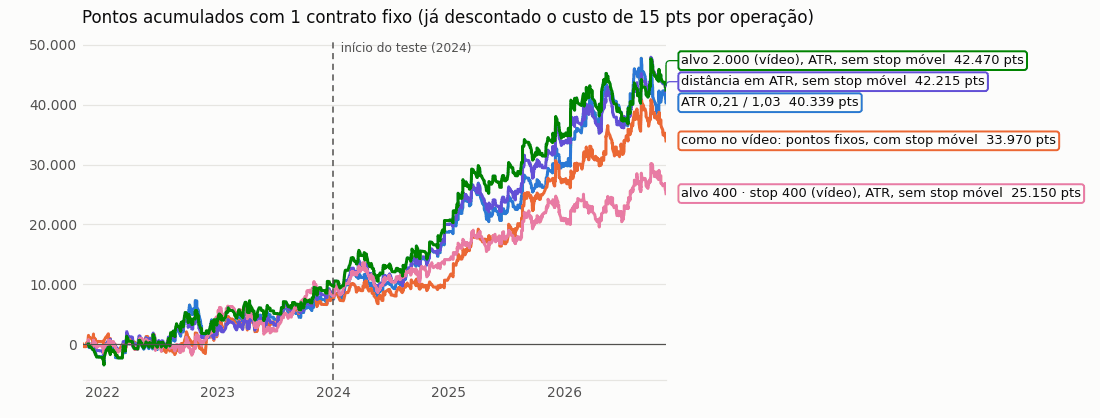 Pontos acumulados com 1 contrato fixo (já descontado o custo de 15 pts por operação)
50.000
40.000
30.000
20.000
10.000
0
início do teste (2024)
alvo 2.000 (vídeo), ATR, sem stop móvel  42.470 pts
distância em ATR, sem stop móvel  42.215 pts
ATR 0,21 / 1,03  40.339 pts
como no vídeo: pontos fixos, com stop móvel  33.970 pts
alvo 400 · stop 400 (vídeo), ATR, sem stop móvel  25.150 pts
2022
2023
2024
2025
2026